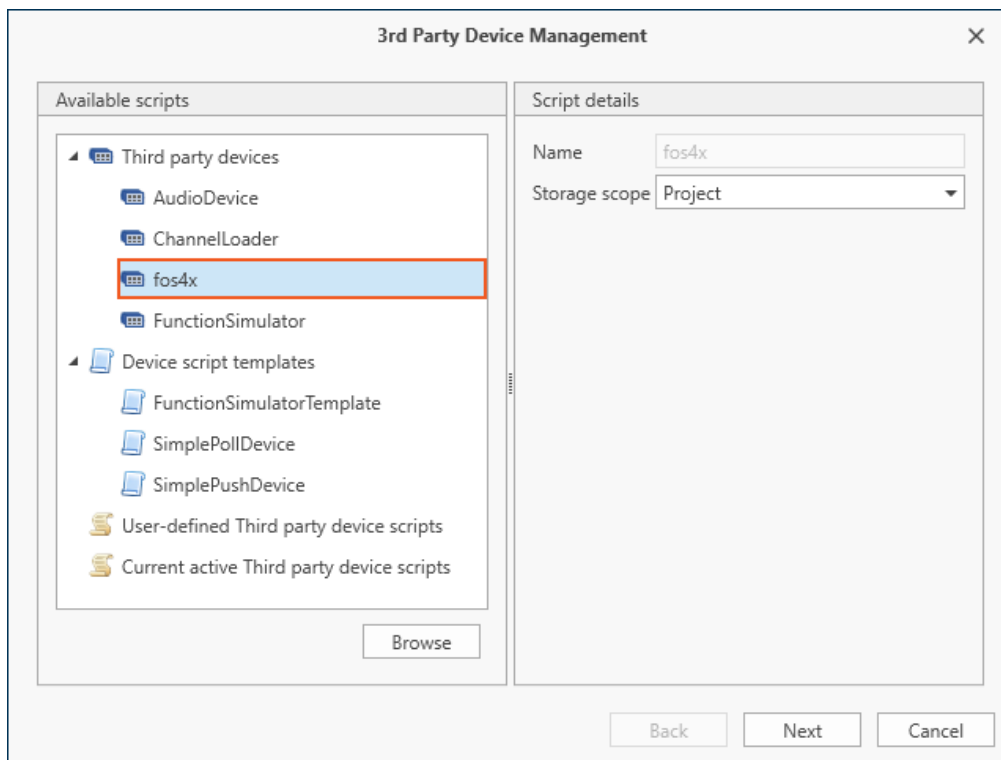 3rd Party Device Management
Available scripts
Third party devices
AudioDevice
ChannelLoader
fos4x
FunctionSimulator
Device script templates
FunctionSimulatorTemplate
SimplePollDevice
SimplePushDevice
User-defined Third party device scripts
Current active Third party device scripts
Browse
Script details
Name fos4x
Storage scope Project
Back Next Cancel